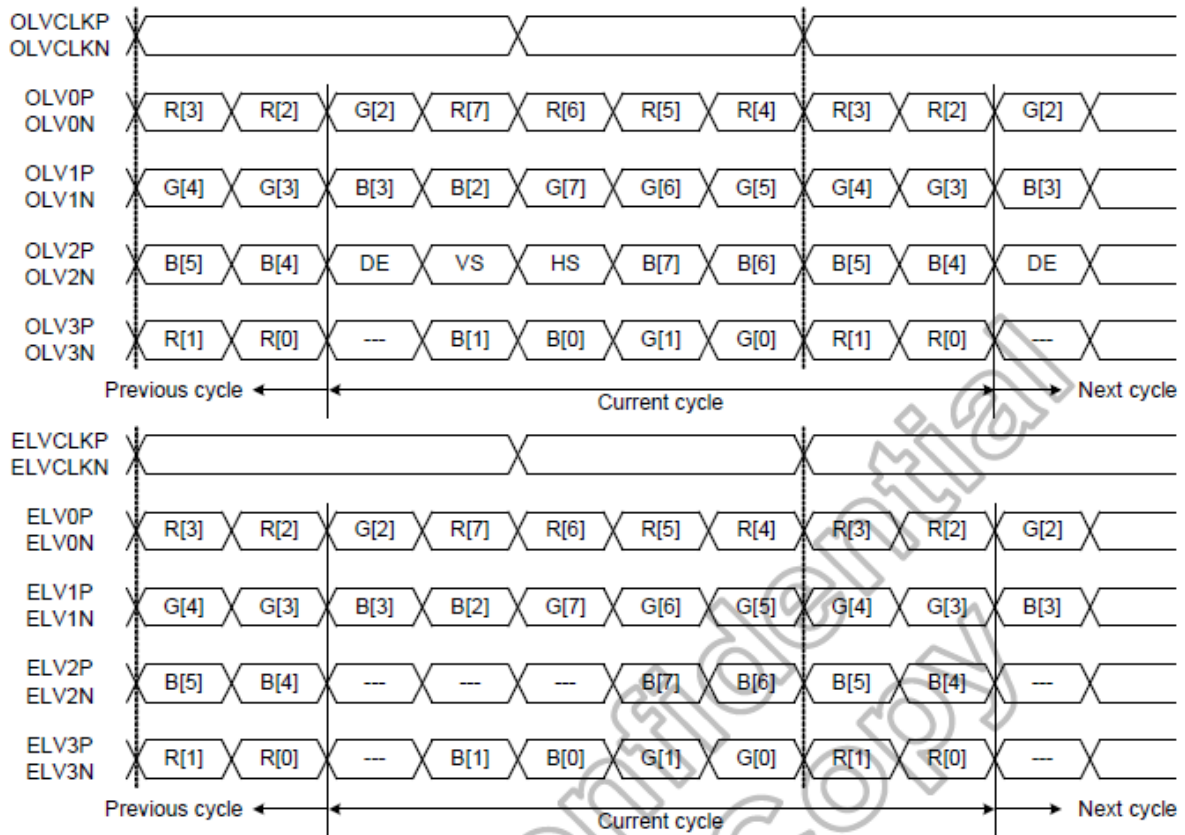 OLVCLKP
OLVCLKN
OLV0P
OLV0N
R[3] R[2] G[2] R[7] R[6] R[5] R[4] R[3] R[2] G[2]
OLV1P
OLV1N
G[4] G[3] B[3] B[2] G[7] G[6] G[5] G[4] G[3] B[3]
OLV2P
OLV2N
B[5] B[4] DE VS HS B[7] B[6] B[5] B[4] DE
OLV3P
OLV3N
R[1] R[0] --- B[1] B[0] G[1] G[0] R[1] R[0] ---
Previous cycle Current cycle Next cycle
ELVCLKP
ELVCLKN
ELV0P
ELV0N
R[3] R[2] G[2] R[7] R[6] R[5] R[4] R[3] R[2] G[2]
ELV1P
ELV1N
G[4] G[3] B[3] B[2] G[7] G[6] G[5] G[4] G[3] B[3]
ELV2P
ELV2N
B[5] B[4] --- --- --- B[7] B[6] B[5] B[4] ---
ELV3P
ELV3N
R[1] R[0] --- B[1] B[0] G[1] G[0] R[1] R[0] ---
Previous cycle Current cycle Next cycle
nfidential
Copy